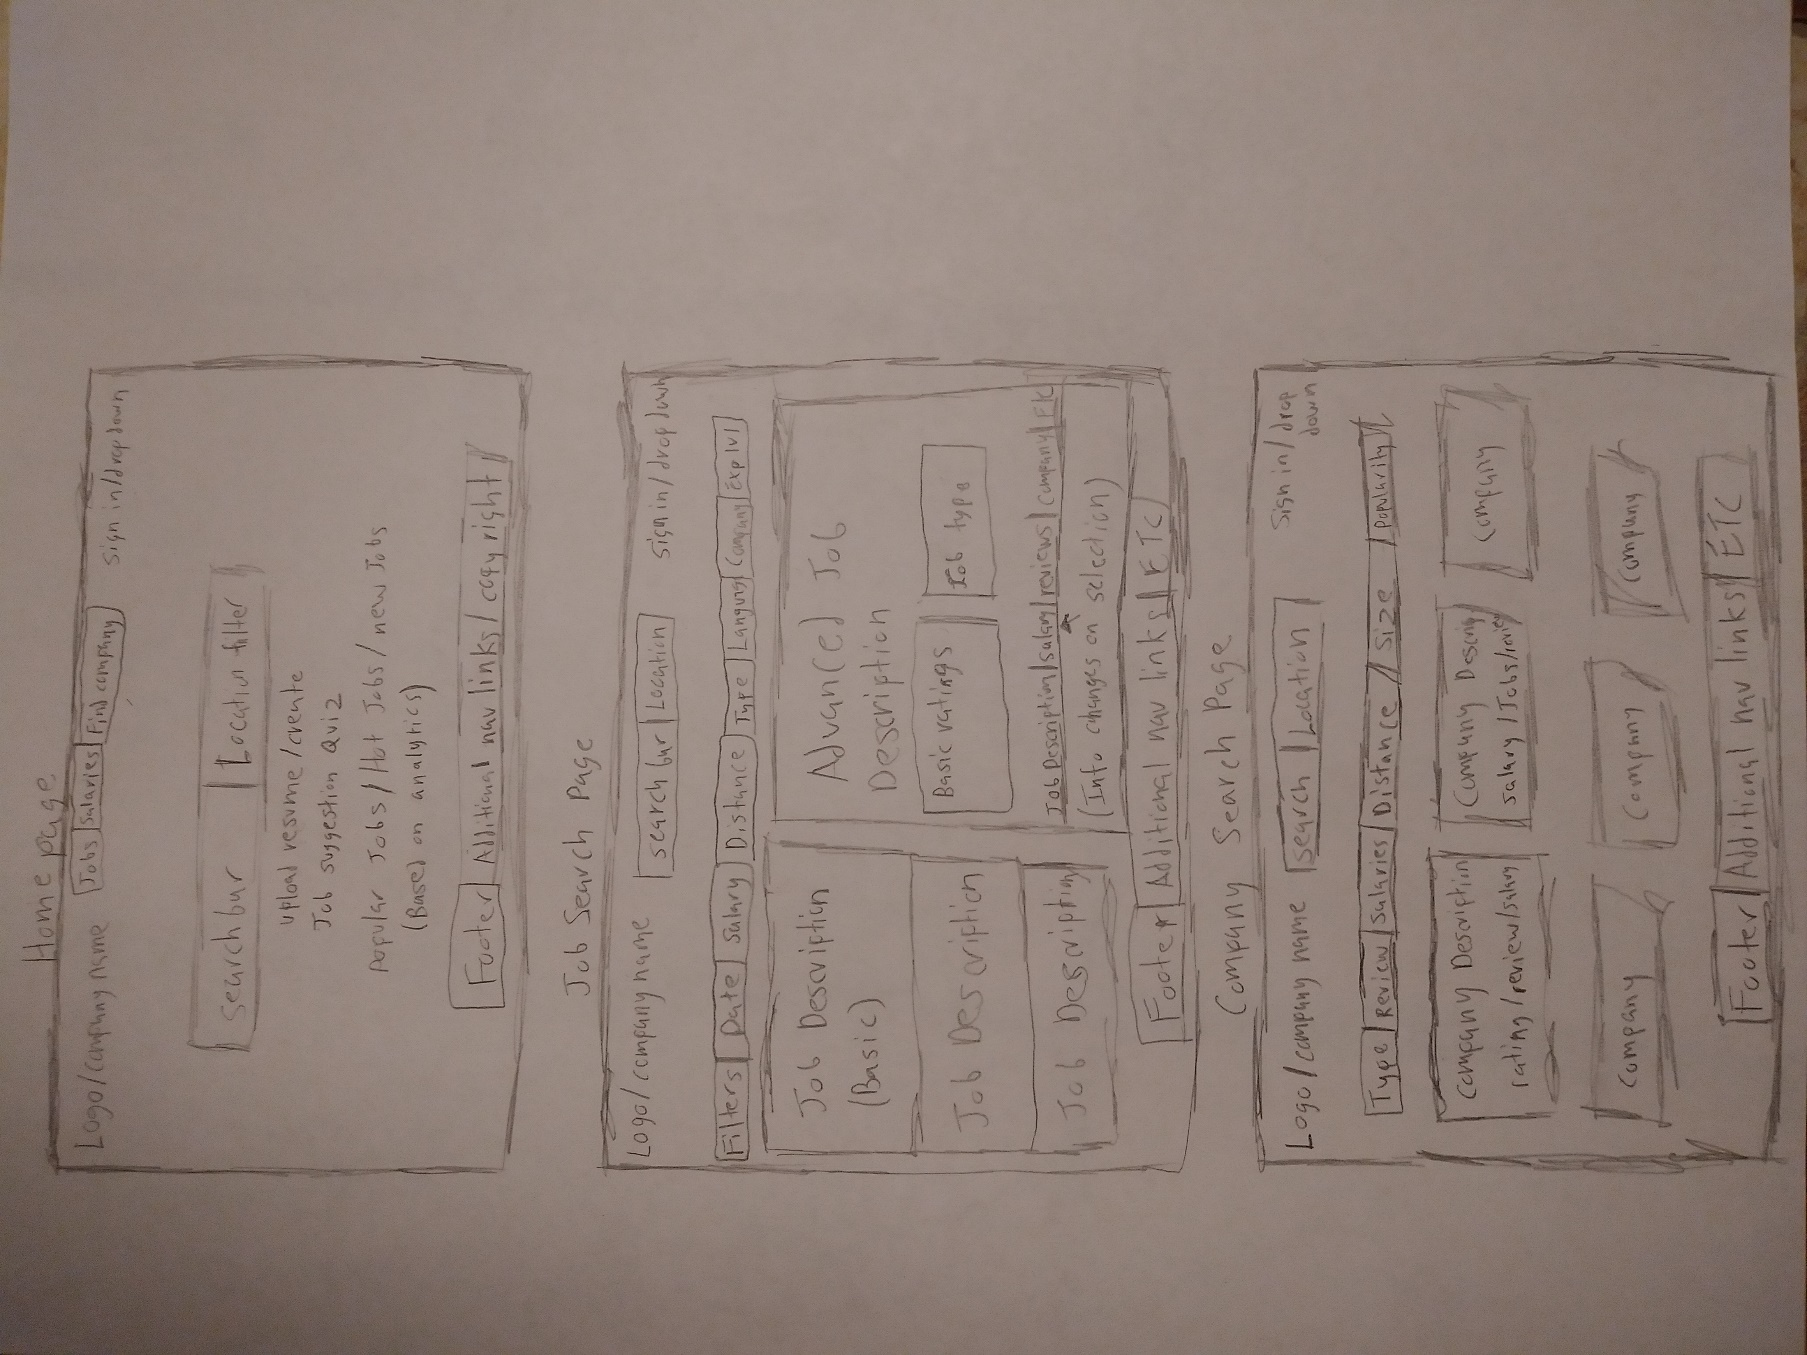 Home page
Logo/company name
Jobs
Salaries
Find company
Sign in/drop down
Search bar
Location filter
upload resume/create
Job suggestion Quiz
Popular Jobs/Hot Jobs/new Jobs
(Based on analytics)
Footer
Additional nav links/copyright
Job Search Page
Logo/company name
search bar
Location
sign in/drop down
Filters
Date
Salary
Distance
Type
Company
Exp lvl
Job Description
(Basic)
Job Description
Job Description
Advanced Job
Description
Basic ratings
Job type
Job Description/salary/reviews/company/
(Info changes on selection)
Footer
Additional nav links
ETC
Company Search Page
Logo/company name
Search
Location
Sign in/drop
down
Type
Review
Salaries
Distance
Size
Popularity
Company Description
rating/review/salary
Company
salary/Jobs/review
Company
Company
Company
Company
Footer
Additional nav links
ETC